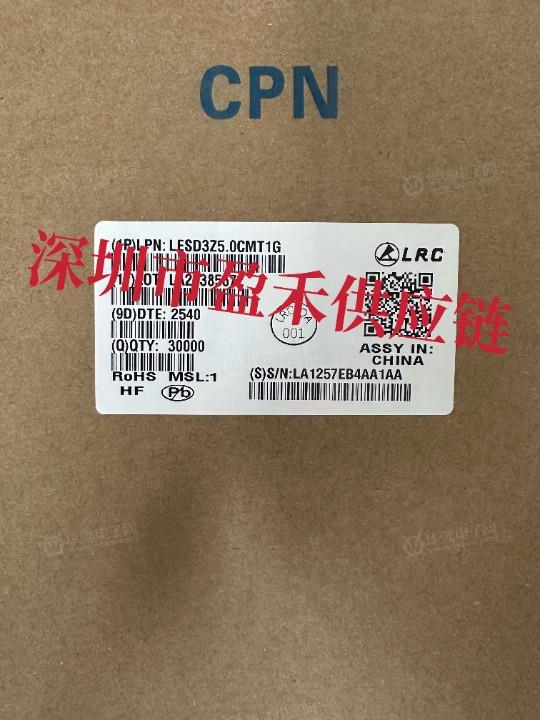 CPN
(1P)LPN: LESD3Z5.0CMT1G
LRC
深圳市盈禾供应链
(9D)DTE: 2540
001
(Q)QTY: 30000
ASSY IN:
CHINA
RoHS MSL:1
(S)S/N:LA1257EB4AA1AA
HF Pb